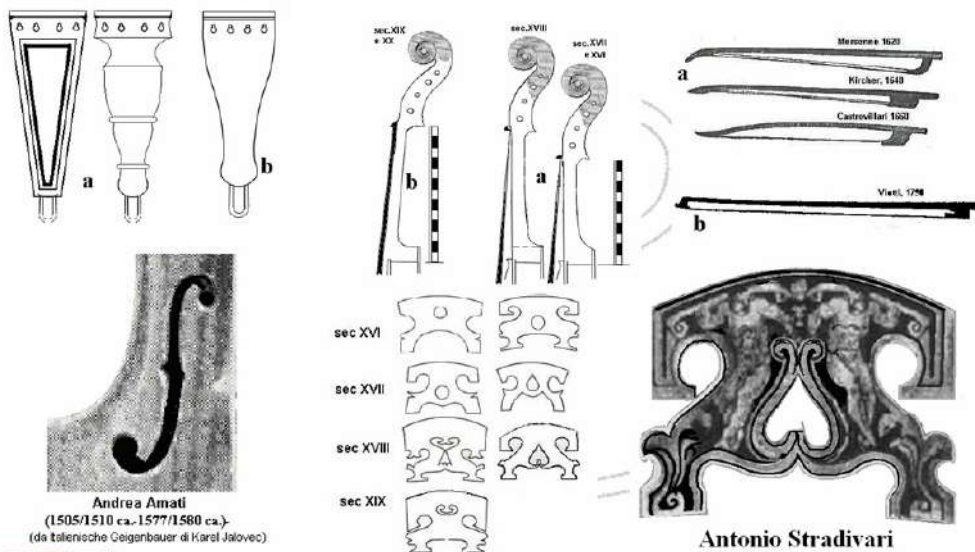 a
b
sec.XIX
e XX
sec.XVIII
sec.XVII
e XVI
b
a
Mersenne 1620
a
Kircher, 1640
Castrovillari 1660
Viotti, 1790
b
Andrea Amati
(1505/1510 ca.-1577/1580 ca.)-
(da Italienische Geigenbauer di Karel Jalovec)
sec XVI
sec XVII
sec XVIII
sec XIX
Antonio Stradivari